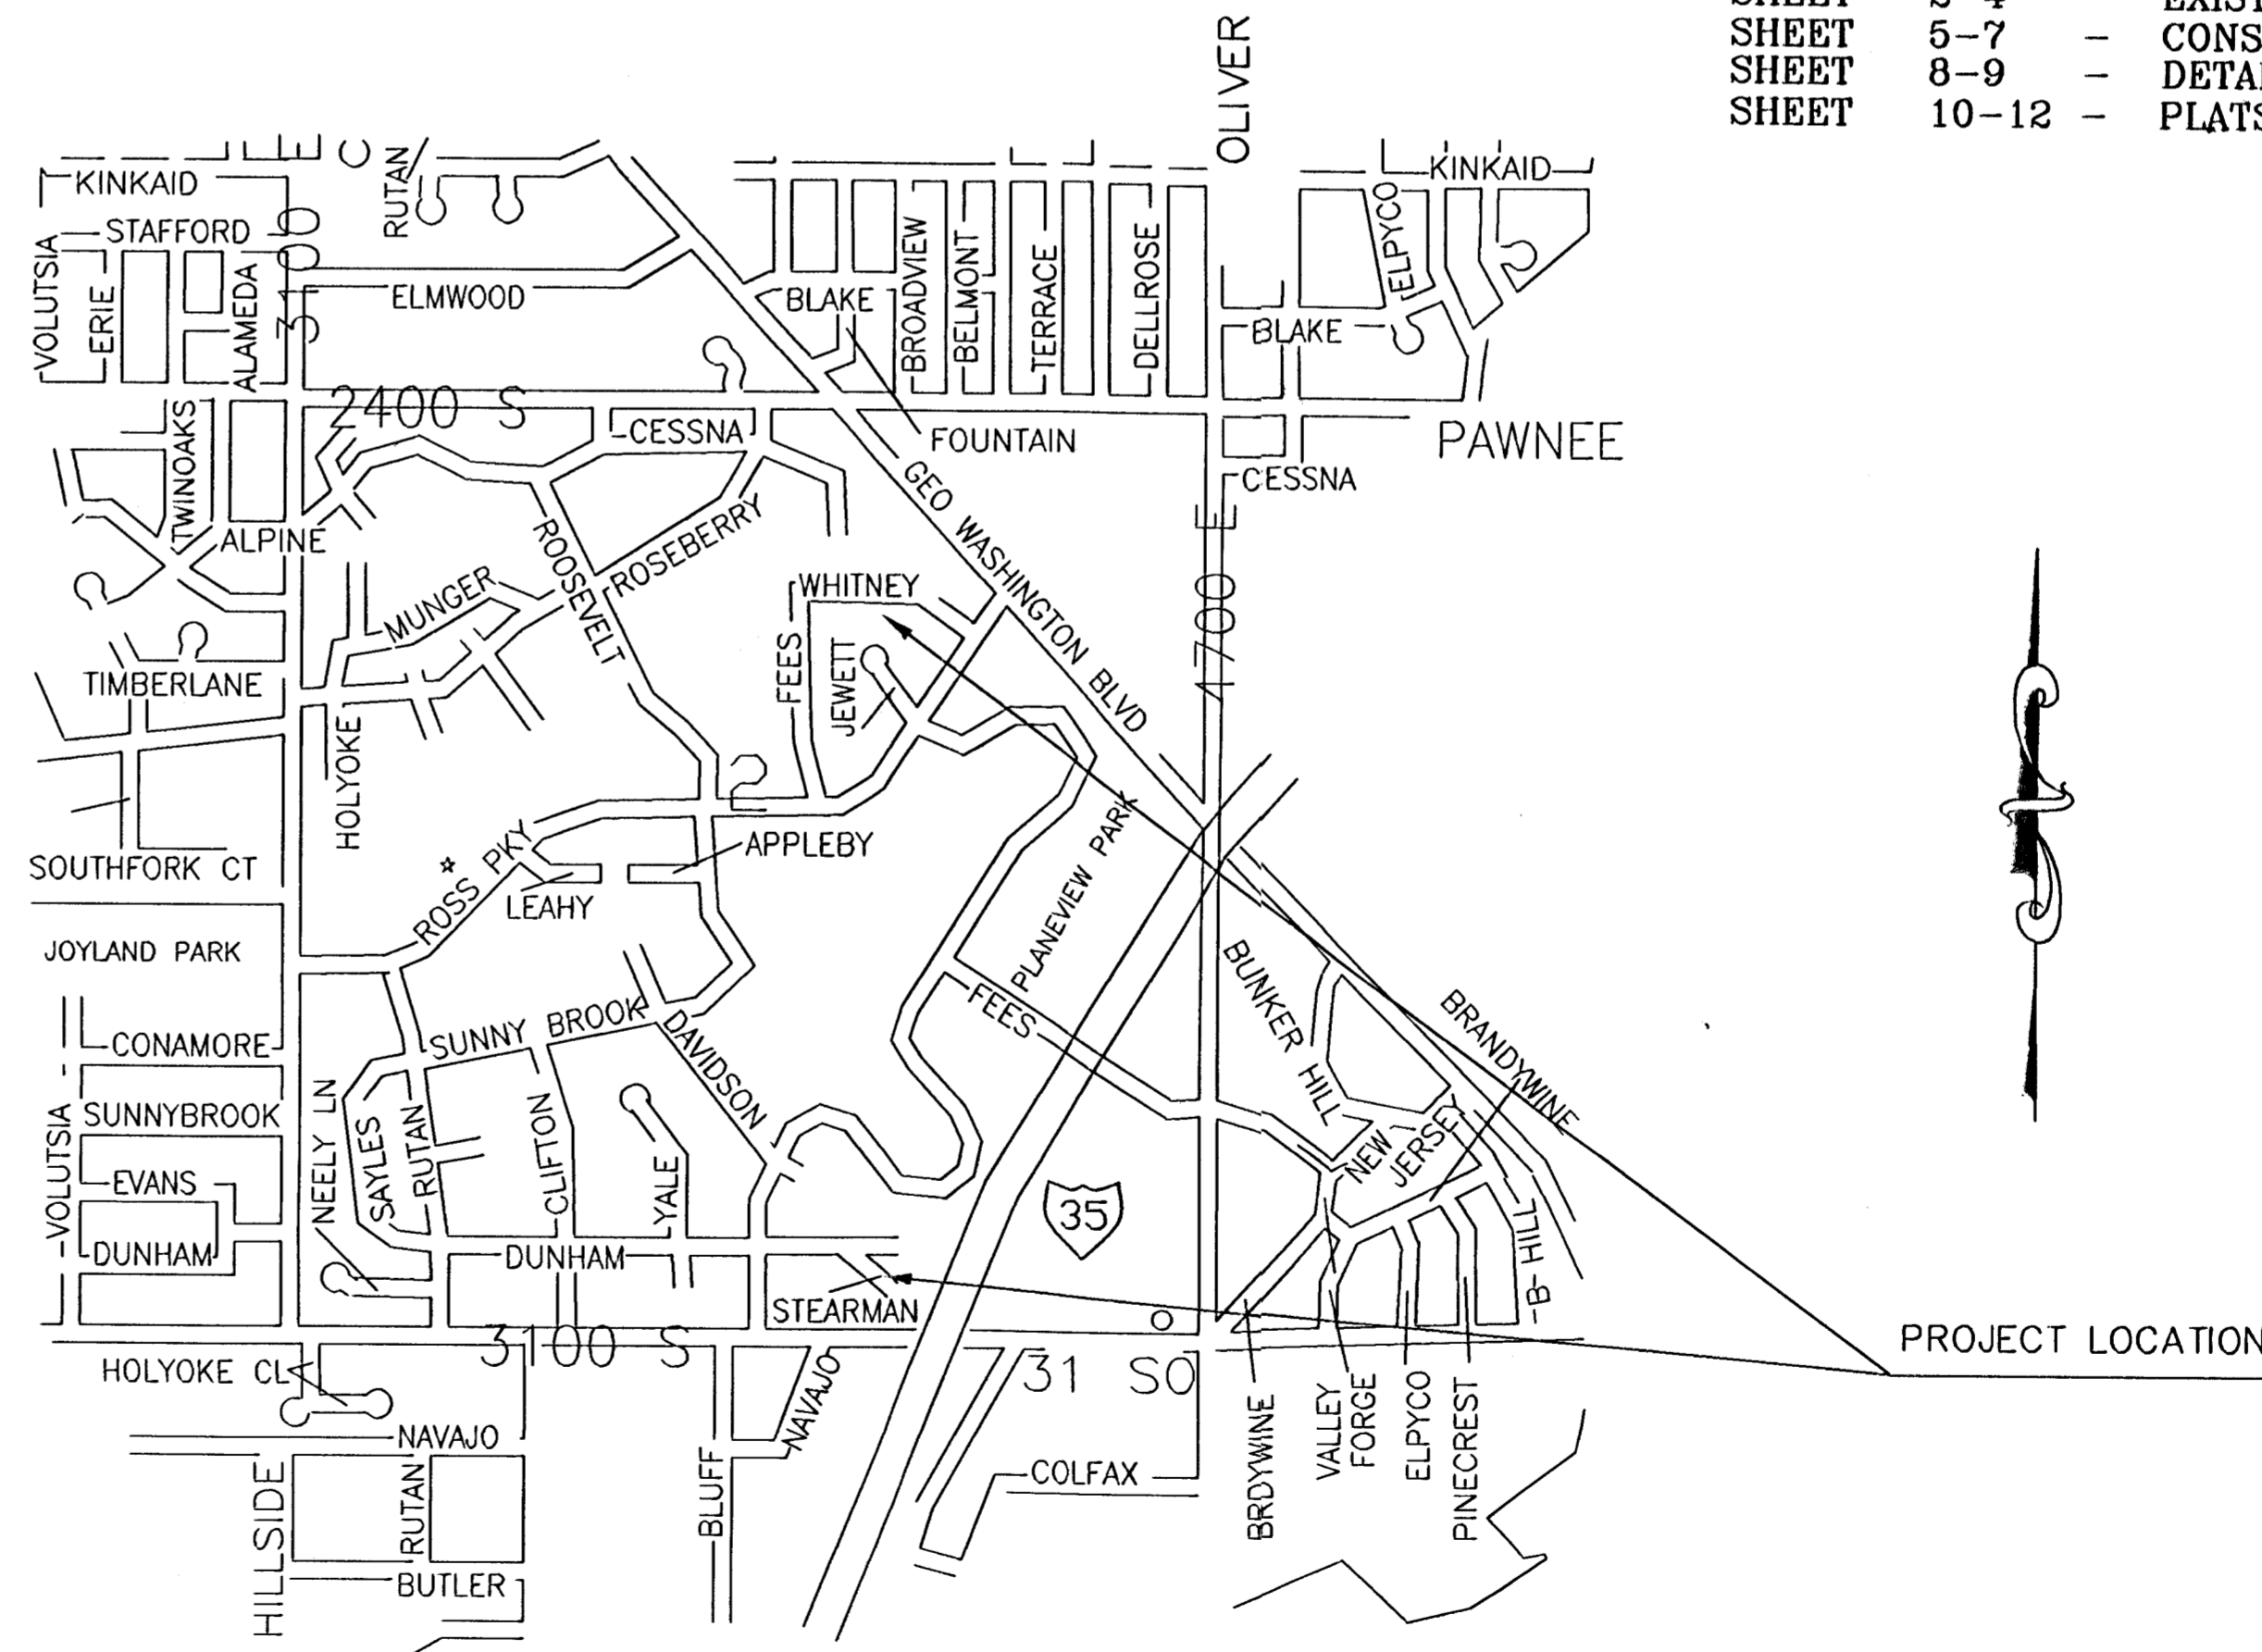 SHEET 5-7 - CONS
SHEET 8-9 - DETAI
SHEET 10-12 - PLATS
OLIVER
KINKAID
RUTAN
KINKAID
STAFFORD
VOLUTSIA
ERIE
ALAMEDA
3100
E
ELMWOOD
BLAKE
BROADVIEW
BELMONT
TERRACE
DELLROSE
ELPYCO
BLAKE
2400 S
CESSNA
FOUNTAIN
PAWNEE
CESSNA
TWINOAKS
ALPINE
GEO WASHINGTON BLVD
ROOSEVELT
ROSEBERRY
MUNGER
WHITNEY
FEES
JEWETT
4700 E
TIMBERLANE
HOLYOKE
SOUTHFORK CT
ROSS PKY
APPLEBY
LEAHY
PLANEVIEW PARK
JOYLAND PARK
FEES
BUNKER HILL
BRANDYWINE
CONAMORE
SUNNY BROOK
DAVIDSON
SUNNYBROOK
VOLUTSIA
NEELY LN
SAYLES
RUTAN
CLIFTON
YALE
NEW JERSEY
EVANS
35
B HILL
DUNHAM
DUNHAM
STEARMAN
3100 S
31 SO
PROJECT LOCATION
HOLYOKE CL
NAVAJO
NAVAJO
HILLSIDE
RUTAN
BLUFF
COLFAX
BRDYWINE
VALLEY
FORGE
ELPYCO
PINECREST
BUTLER